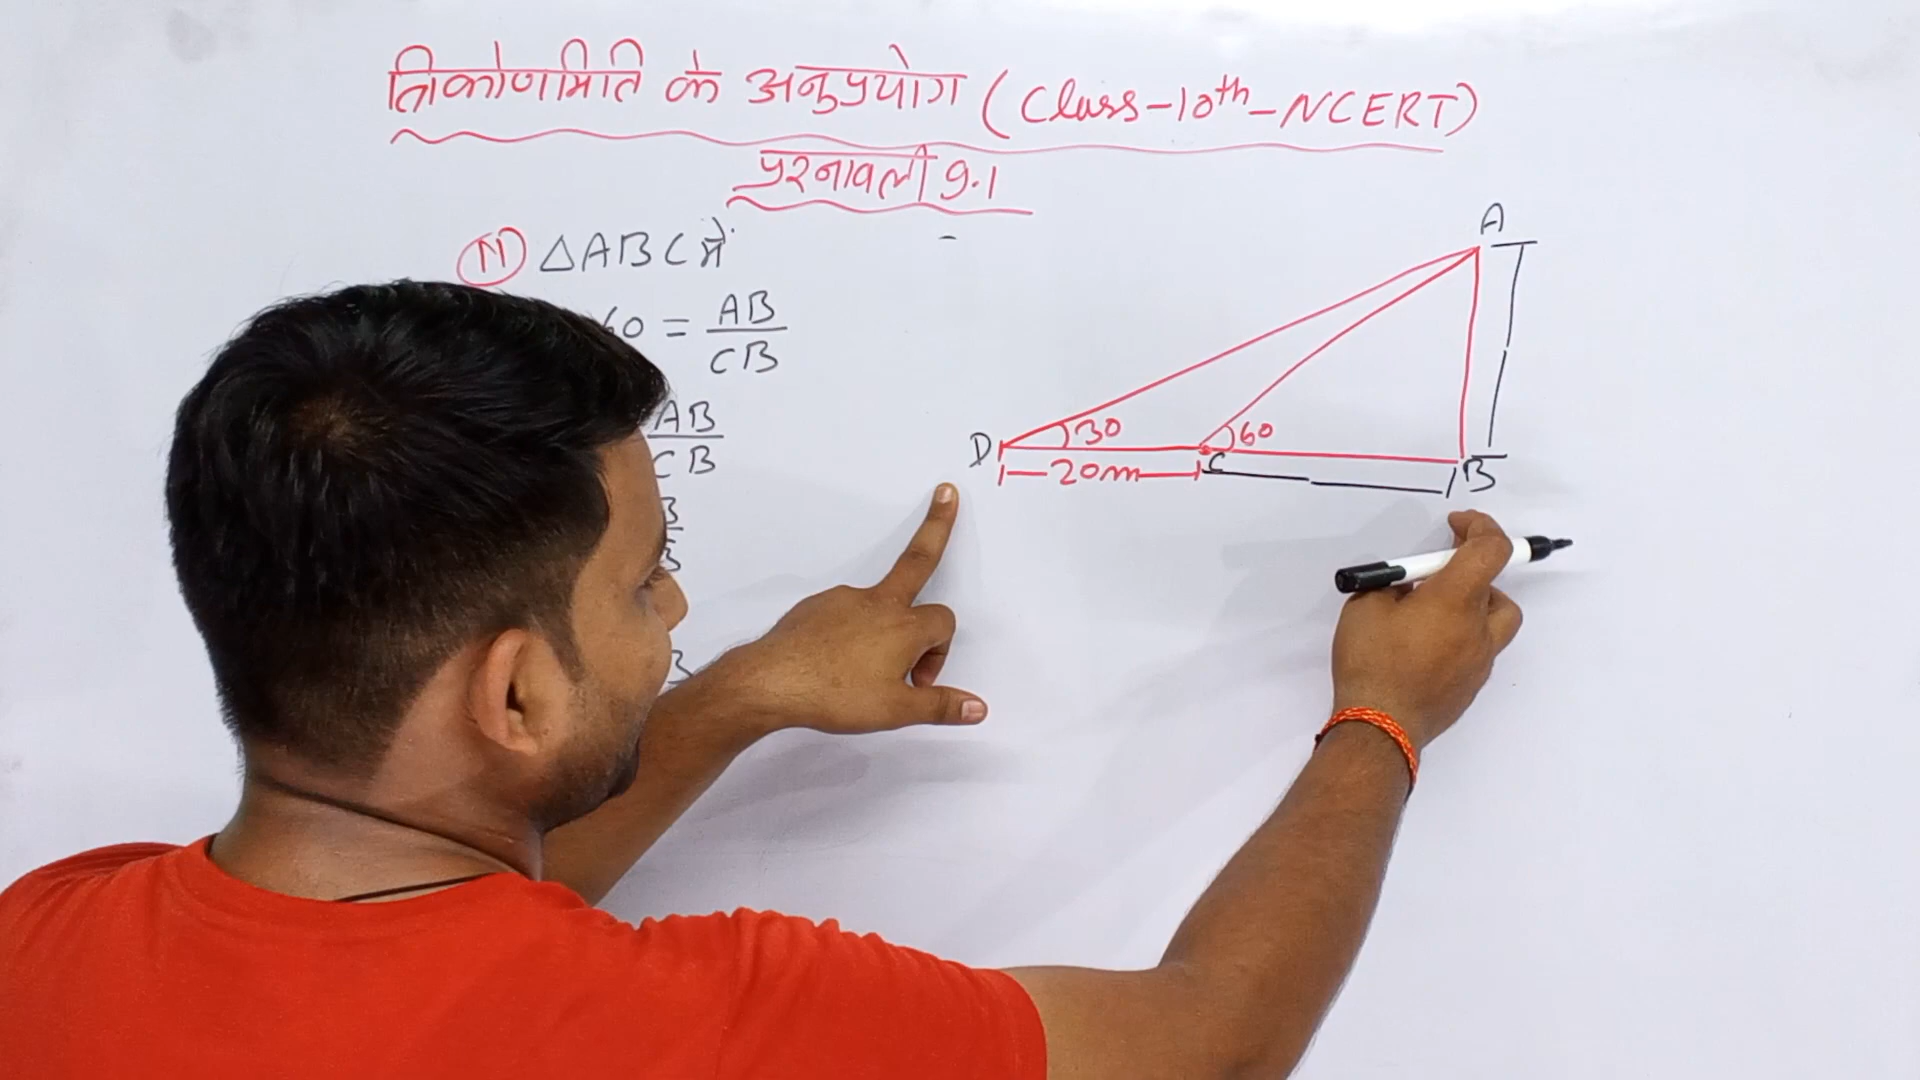 त्रिकोणमिति के अनुप्रयोग (Class-10th-NCERT)
प्रश्नावली 9.1
11 △ABC में
60 = AB/CB
AB/CB
B/B
B
A
D 30 C 60 B
20m